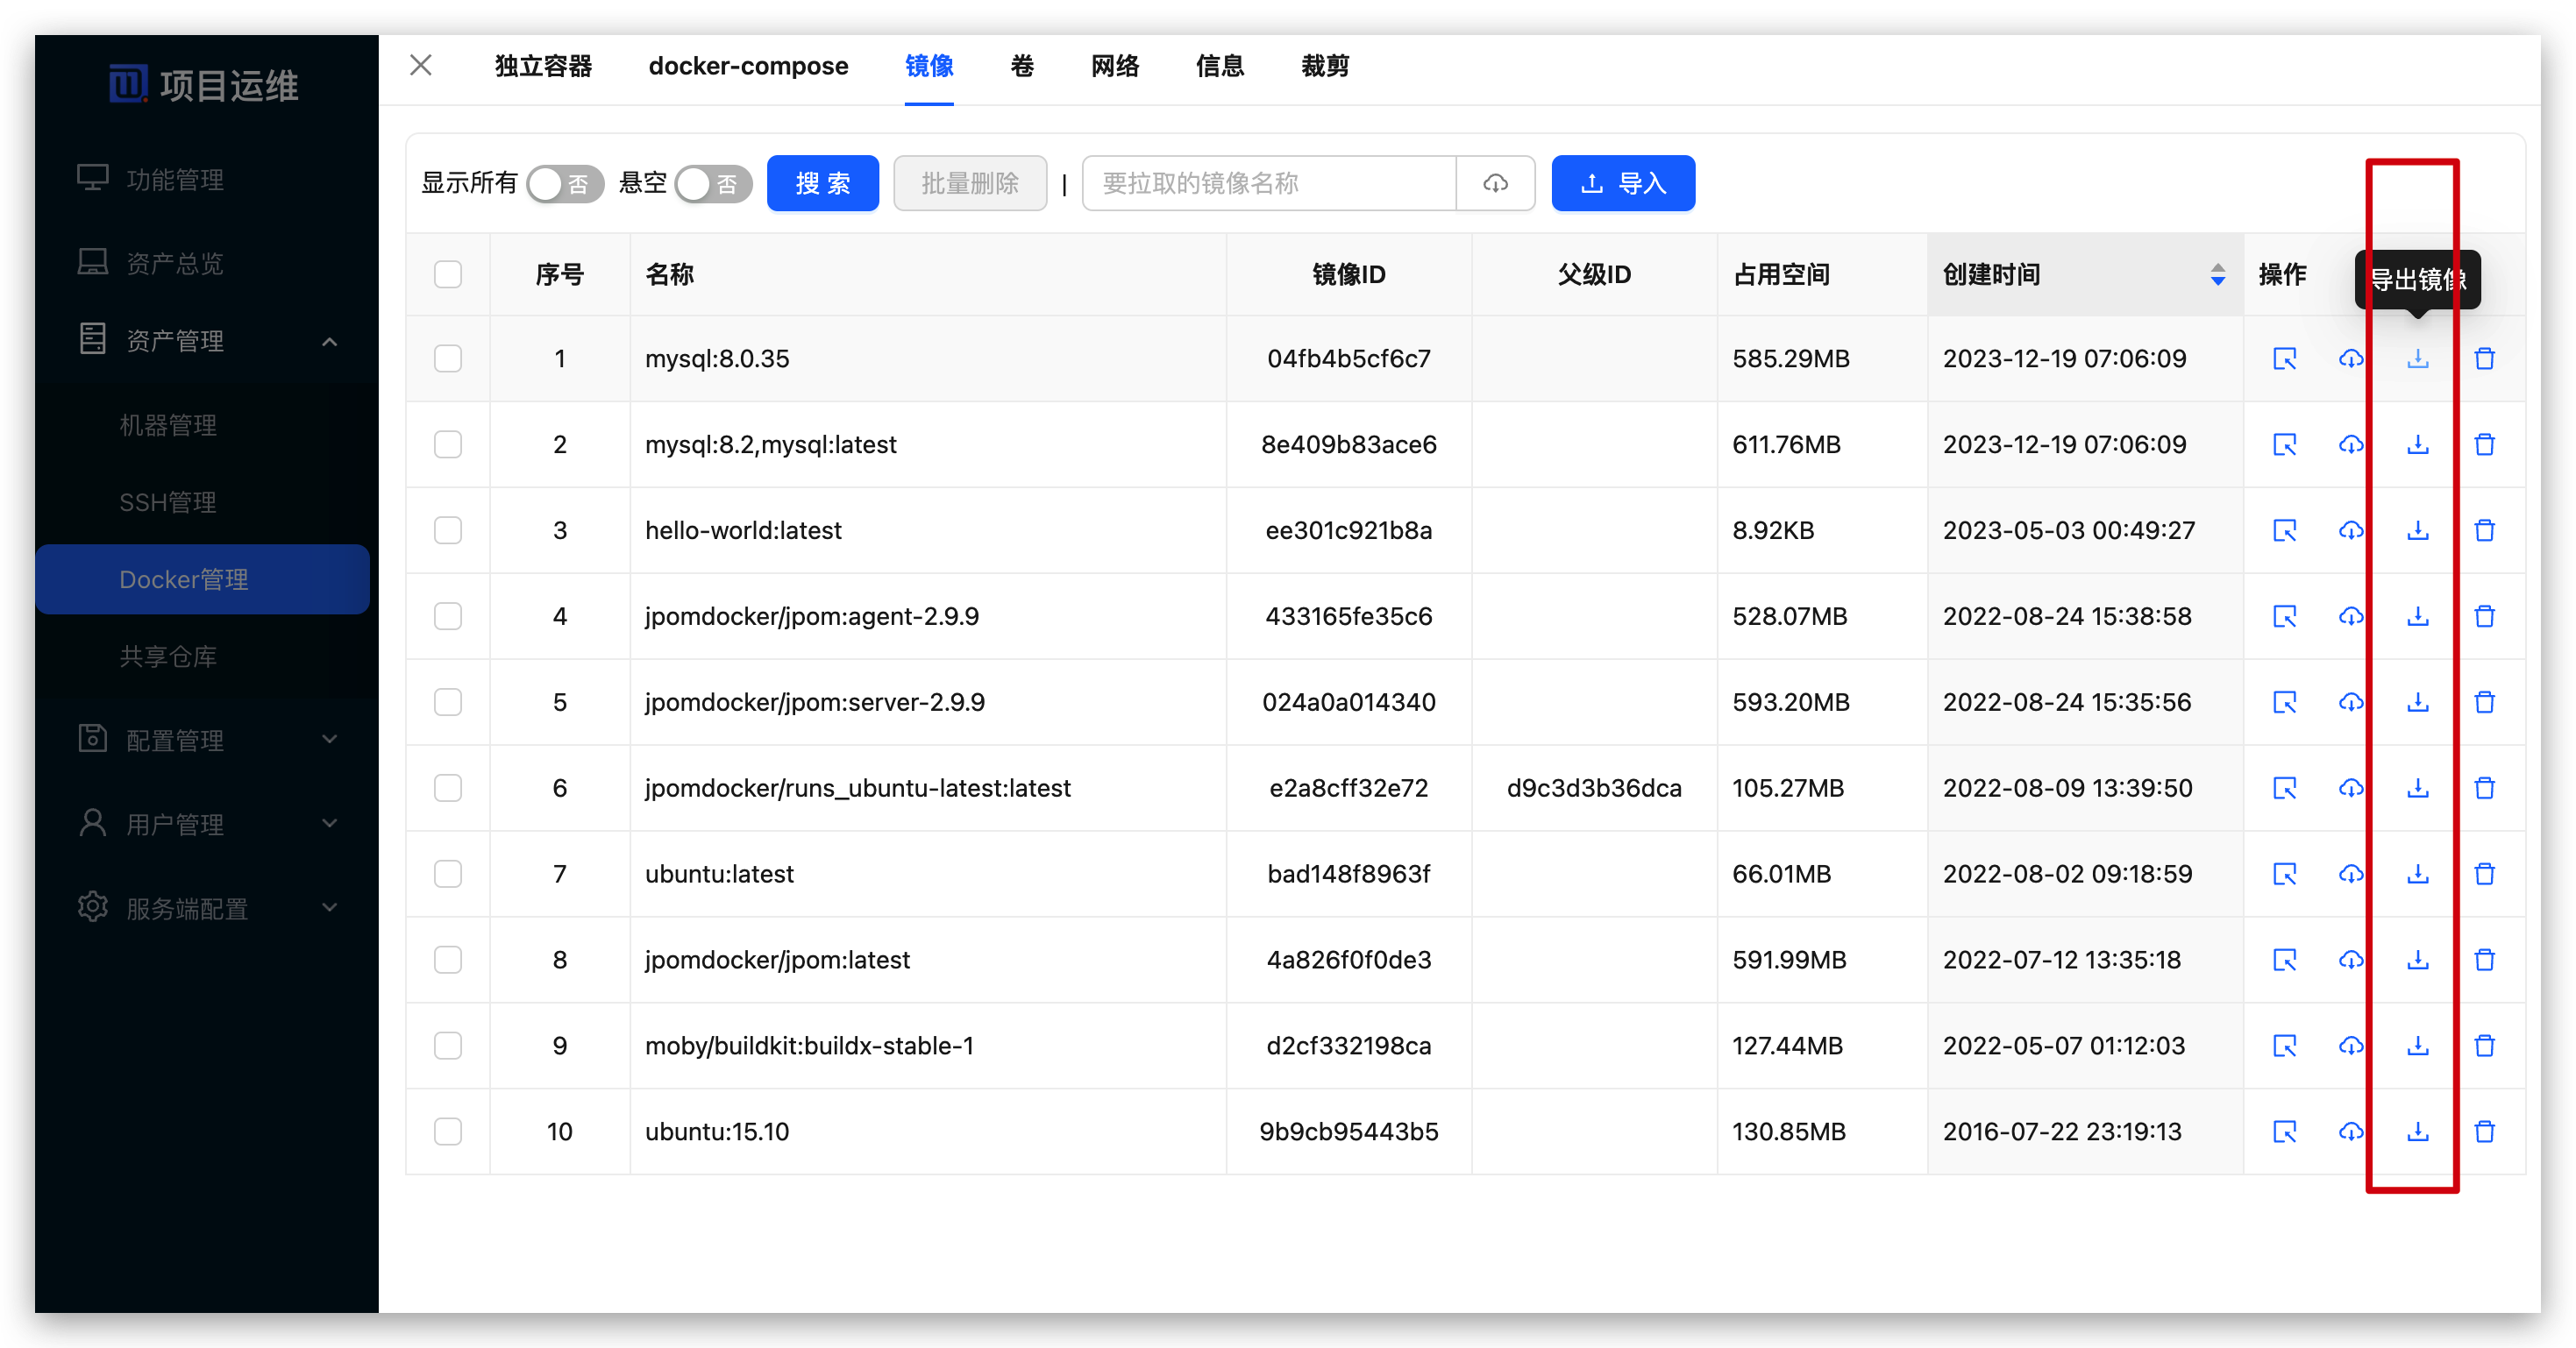 项目运维
功能管理
资产总览
资产管理
机器管理
SSH管理
Docker管理
共享仓库
配置管理
用户管理
服务端配置
独立容器 docker-compose 镜像 卷 网络 信息 裁剪
显示所有 否 悬空 否 搜 索 批量删除 | 要拉取的镜像名称 导入
序号 名称 镜像ID 父级ID 占用空间 创建时间 操作 导出镜像
1 mysql:8.0.35 04fb4b5cf6c7 585.29MB 2023-12-19 07:06:09
2 mysql:8.2,mysql:latest 8e409b83ace6 611.76MB 2023-12-19 07:06:09
3 hello-world:latest ee301c921b8a 8.92KB 2023-05-03 00:49:27
4 jpomdocker/jpom:agent-2.9.9 433165fe35c6 528.07MB 2022-08-24 15:38:58
5 jpomdocker/jpom:server-2.9.9 024a0a014340 593.20MB 2022-08-24 15:35:56
6 jpomdocker/runs_ubuntu-latest:latest e2a8cff32e72 d9c3d3b36dca 105.27MB 2022-08-09 13:39:50
7 ubuntu:latest bad148f8963f 66.01MB 2022-08-02 09:18:59
8 jpomdocker/jpom:latest 4a826f0f0de3 591.99MB 2022-07-12 13:35:18
9 moby/buildkit:buildx-stable-1 d2cf332198ca 127.44MB 2022-05-07 01:12:03
10 ubuntu:15.10 9b9cb95443b5 130.85MB 2016-07-22 23:19:13